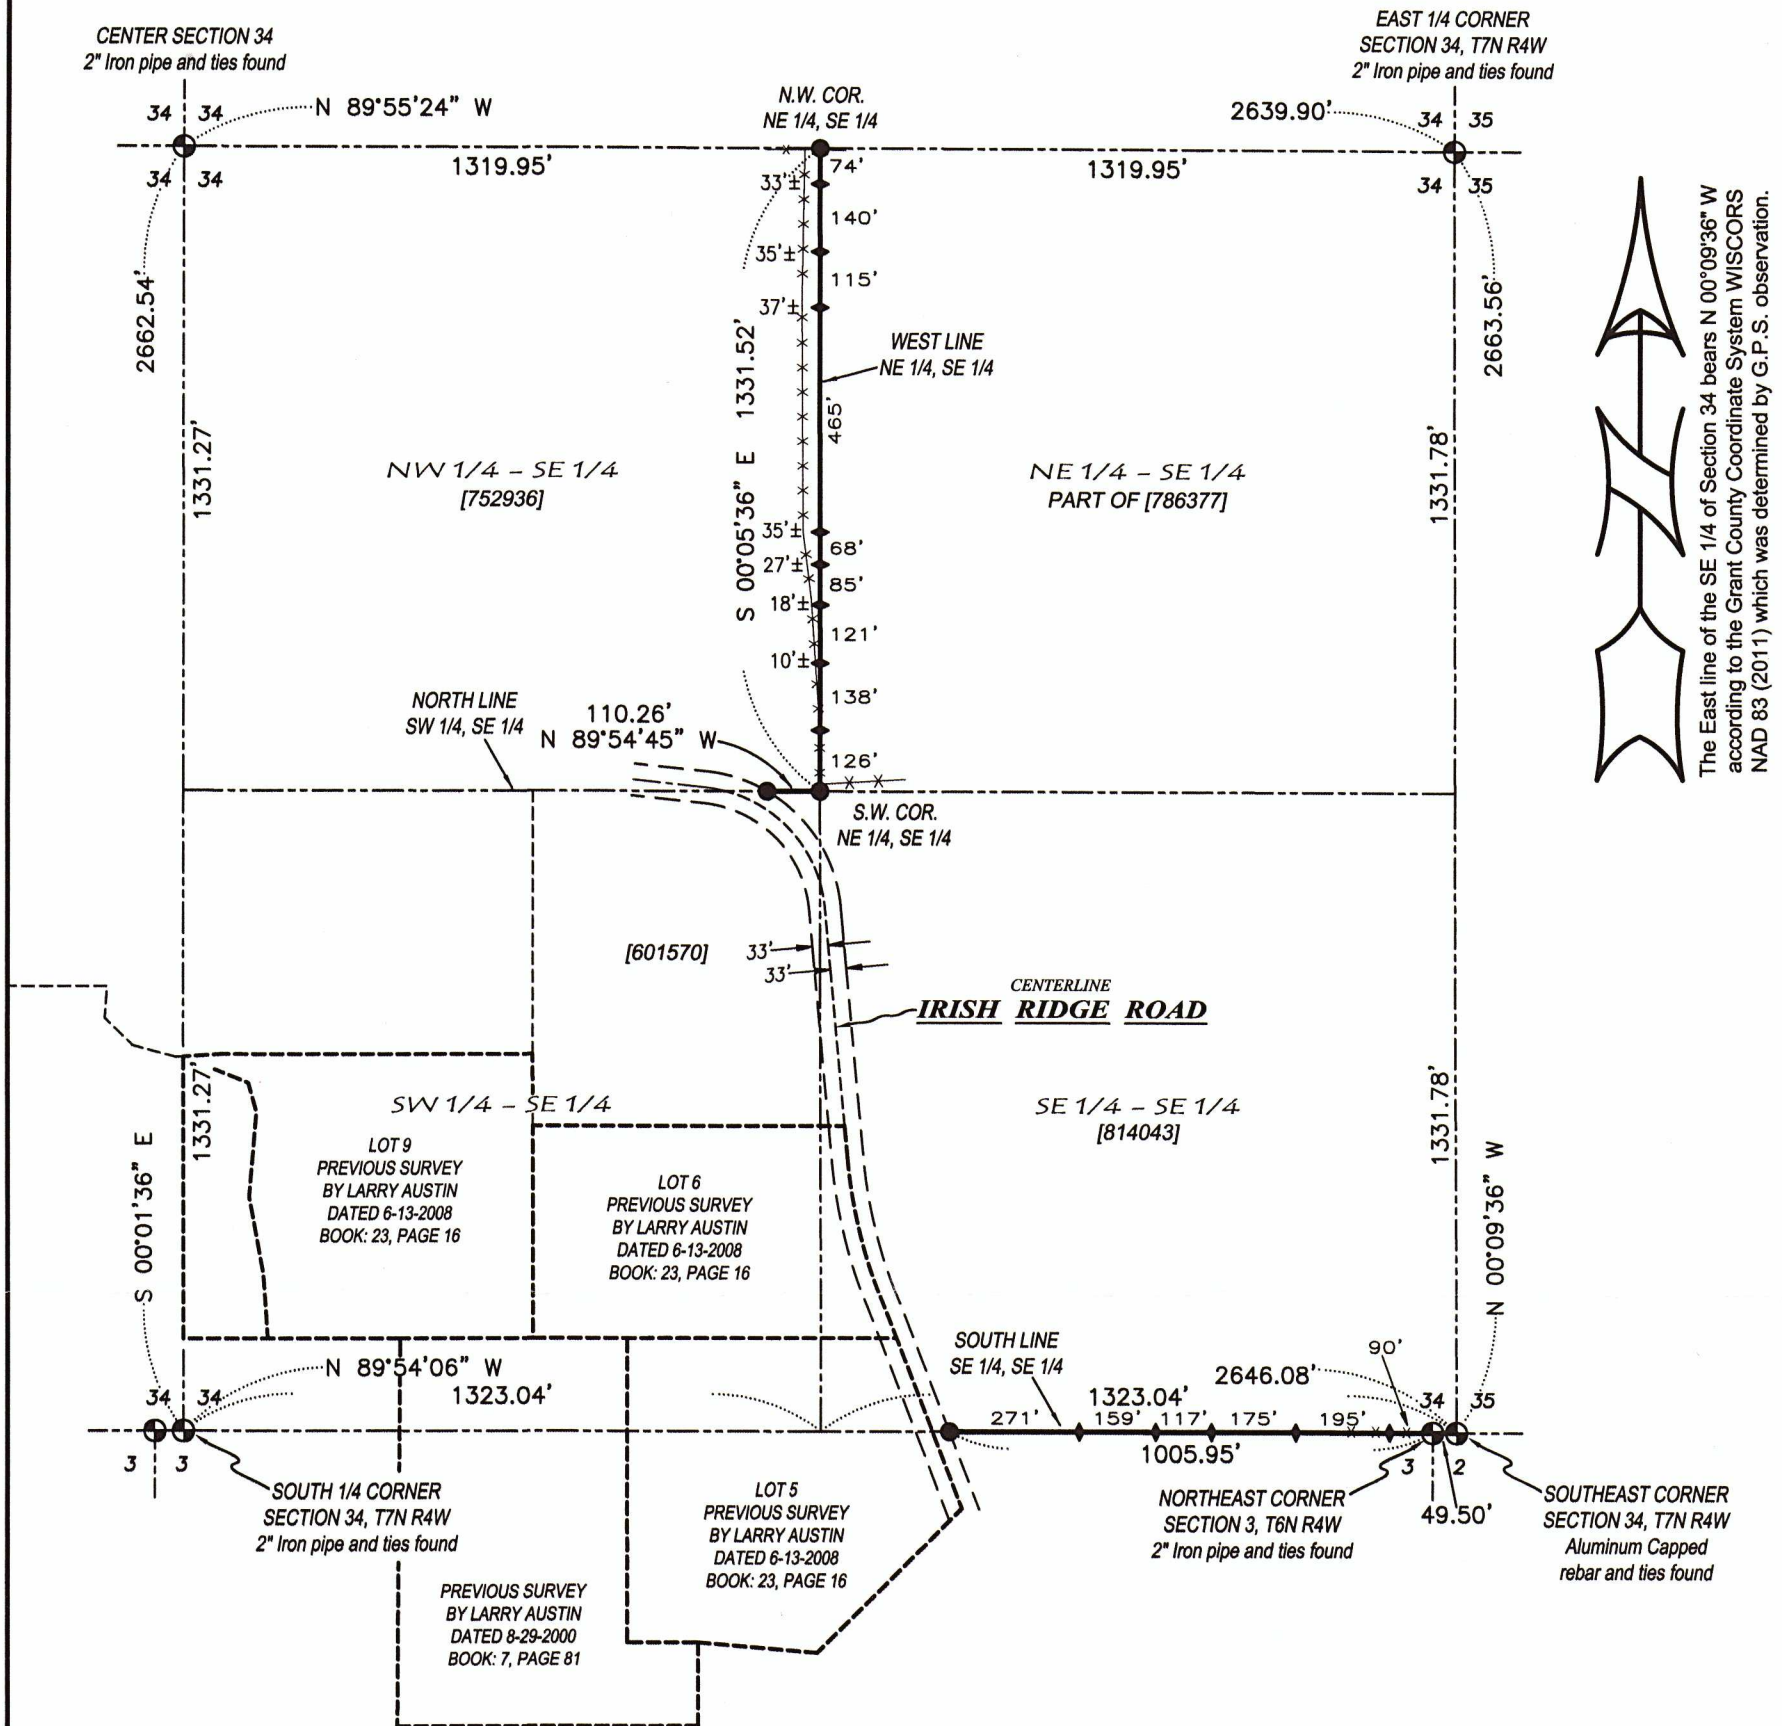 CENTER SECTION 34
2" Iron pipe and ties found
EAST 1/4 CORNER
SECTION 34, T7N R4W
2" Iron pipe and ties found
34 34
N 89°55'24" W
N.W. COR.
NE 1/4, SE 1/4
2639.90'
34 35
1319.95'
1319.95'
34 34
34 35
74'
33'±
140'
35'±
115'
37'±
2662.54'
2663.56'
S 00°05'36" E 1331.52'
WEST LINE
NE 1/4, SE 1/4
465'
1331.27'
1331.78'
NW 1/4 - SE 1/4
[752936]
NE 1/4 - SE 1/4
PART OF [786377]
35'±
68'
27'±
85'
18'±
121'
10'±
138'
126'
The East line of the SE 1/4 of Section 34 bears N 00°09'36" W
according to the Grant County Coordinate System WISCORS
NAD 83 (2011) which was determined by G.P.S. observation.
NORTH LINE
SW 1/4, SE 1/4
110.26'
N 89°54'45" W
S.W. COR.
NE 1/4, SE 1/4
[601570]
33'
33'
CENTERLINE
IRISH RIDGE ROAD
1331.27'
SW 1/4 - SE 1/4
SE 1/4 - SE 1/4
[814043]
1331.78'
S 00°01'36" E
N 00°09'36" W
LOT 9
PREVIOUS SURVEY
BY LARRY AUSTIN
DATED 6-13-2008
BOOK: 23, PAGE 16
LOT 6
PREVIOUS SURVEY
BY LARRY AUSTIN
DATED 6-13-2008
BOOK: 23, PAGE 16
N 89°54'06" W
1323.04'
34 34
3 3
SOUTH LINE
SE 1/4, SE 1/4
2646.08'
90'
1323.04'
34 35
271'
159'
117'
175'
195'
1005.95'
3 2
49.50'
SOUTH 1/4 CORNER
SECTION 34, T7N R4W
2" Iron pipe and ties found
LOT 5
PREVIOUS SURVEY
BY LARRY AUSTIN
DATED 6-13-2008
BOOK: 23, PAGE 16
NORTHEAST CORNER
SECTION 3, T6N R4W
2" Iron pipe and ties found
SOUTHEAST CORNER
SECTION 34, T7N R4W
Aluminum Capped
rebar and ties found
PREVIOUS SURVEY
BY LARRY AUSTIN
DATED 8-29-2000
BOOK: 7, PAGE 81